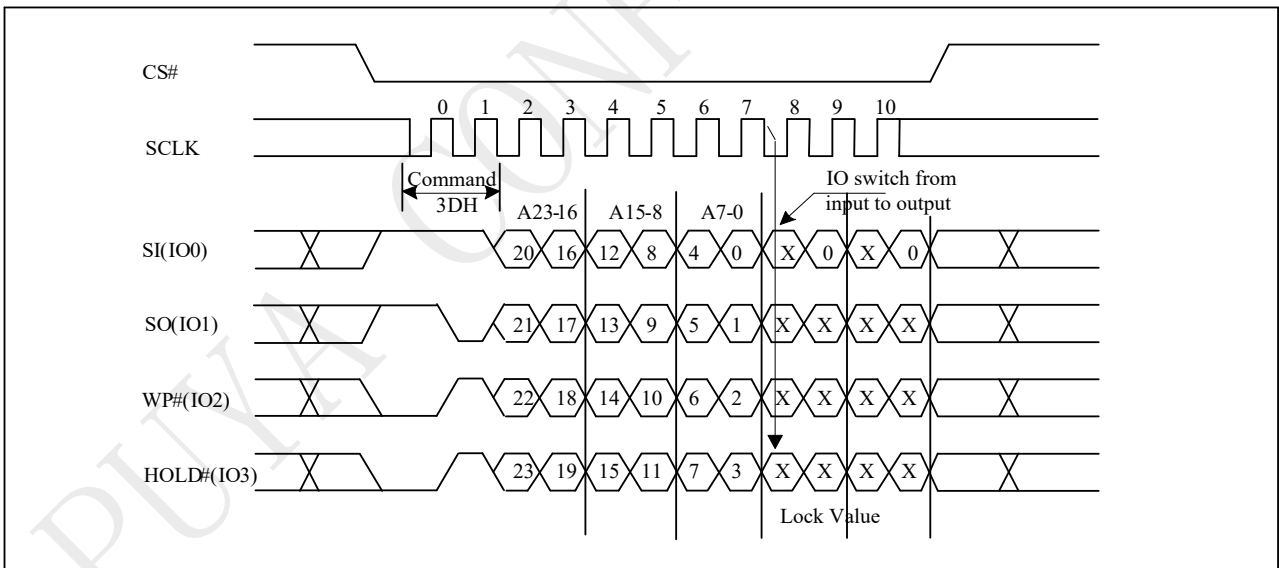 CS#
0 1 2 3 4 5 6 7 8 9 10
SCLK
Command
3DH
IO switch from
input to output
A23-16 A15-8 A7-0
SI(IO0) 20 16 12 8 4 0 X 0 X 0
SO(IO1) 21 17 13 9 5 1 X X X X
WP#(IO2) 22 18 14 10 6 2 X X X X
HOLD#(IO3) 23 19 15 11 7 3 X X X X
Lock Value
PUYA CONF